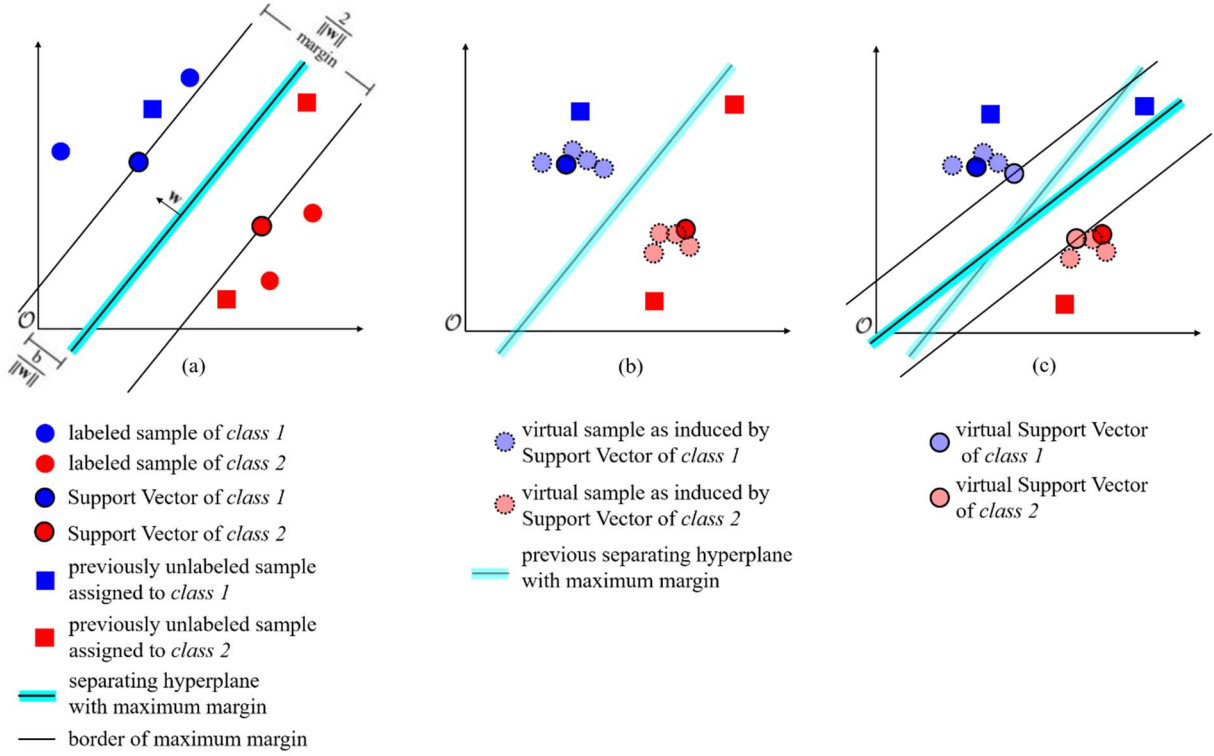 2
‖w‖
margin
w
𝒪
b
‖w‖
(a)
𝒪
(b)
𝒪
(c)
labeled sample of class 1
labeled sample of class 2
Support Vector of class 1
Support Vector of class 2
previously unlabeled sample
assigned to class 1
previously unlabeled sample
assigned to class 2
separating hyperplane
with maximum margin
border of maximum margin
virtual sample as induced by
Support Vector of class 1
virtual sample as induced by
Support Vector of class 2
previous separating hyperplane
with maximum margin
virtual Support Vector
of class 1
virtual Support Vector
of class 2